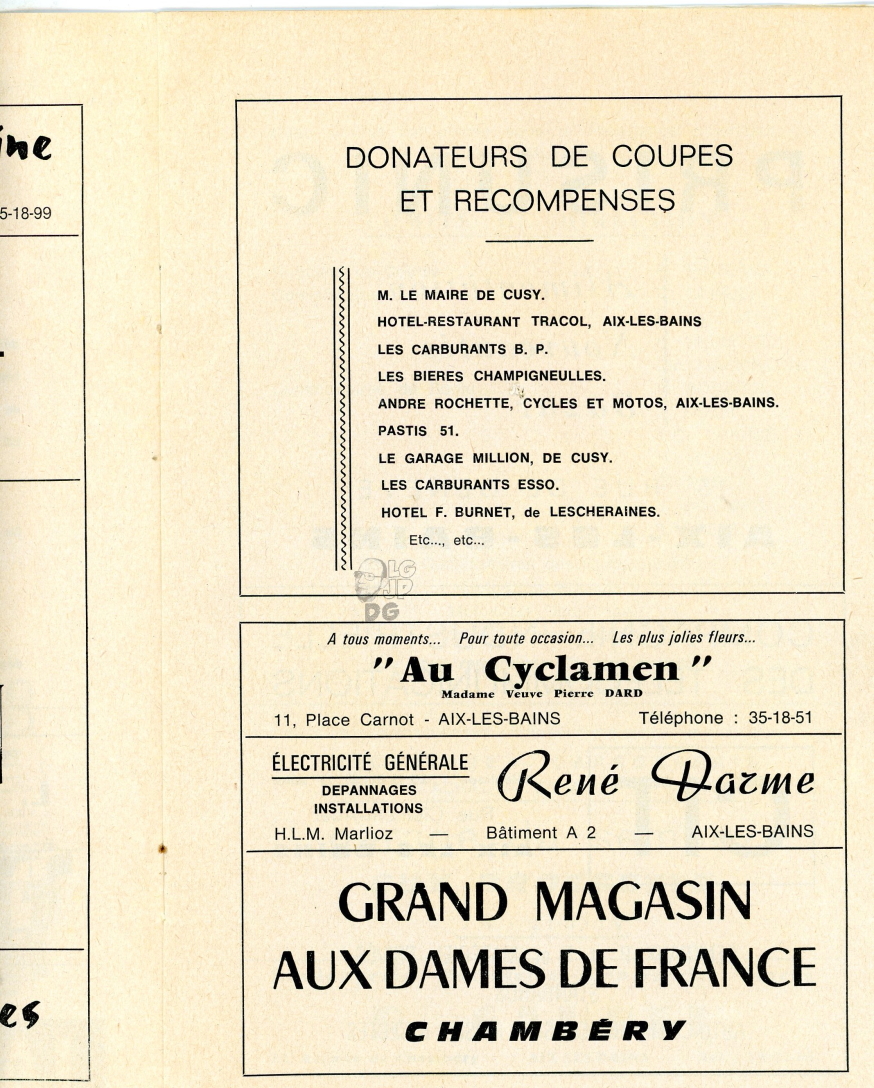 ine
5-18-99
es
DONATEURS DE COUPES
ET RECOMPENSES
M. LE MAIRE DE CUSY.
HOTEL-RESTAURANT TRACOL, AIX-LES-BAINS
LES CARBURANTS B. P.
LES BIERES CHAMPIGNEULLES.
ANDRE ROCHETTE, CYCLES ET MOTOS, AIX-LES-BAINS.
PASTIS 51.
LE GARAGE MILLION, DE CUSY.
LES CARBURANTS ESSO.
HOTEL F. BURNET, de LESCHERAINES.
Etc..., etc...
LG
JP
DG
A tous moments... Pour toute occasion... Les plus jolies fleurs...
"Au Cyclamen"
Madame Veuve Pierre DARD
11, Place Carnot - AIX-LES-BAINS Téléphone : 35-18-51
ÉLECTRICITÉ GÉNÉRALE
DEPANNAGES
INSTALLATIONS
René Darme
H.L.M. Marlioz — Bâtiment A 2 — AIX-LES-BAINS
GRAND MAGASIN
AUX DAMES DE FRANCE
CHAMBÉRY